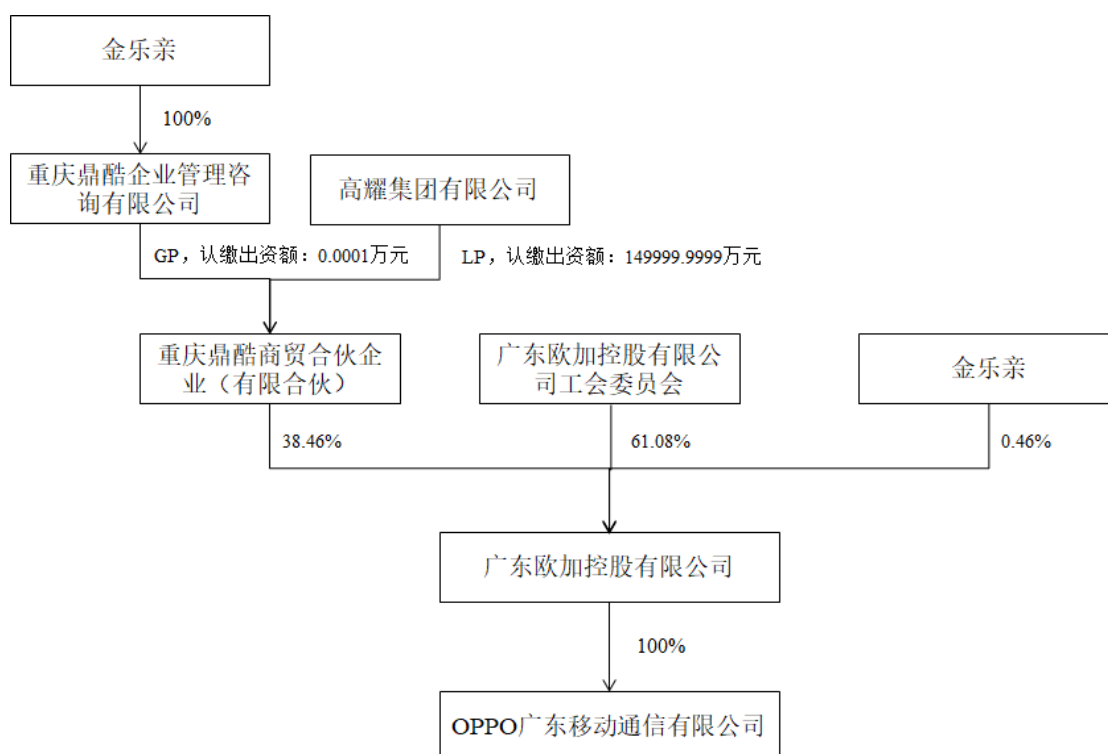 金乐亲
100%
重庆鼎酷企业管理咨
询有限公司
高耀集团有限公司
GP，认缴出资额：0.0001万元
LP，认缴出资额：149999.9999万元
重庆鼎酷商贸合伙企
业（有限合伙）
广东欧加控股有限公
司工会委员会
金乐亲
38.46%
61.08%
0.46%
广东欧加控股有限公司
100%
OPPO广东移动通信有限公司